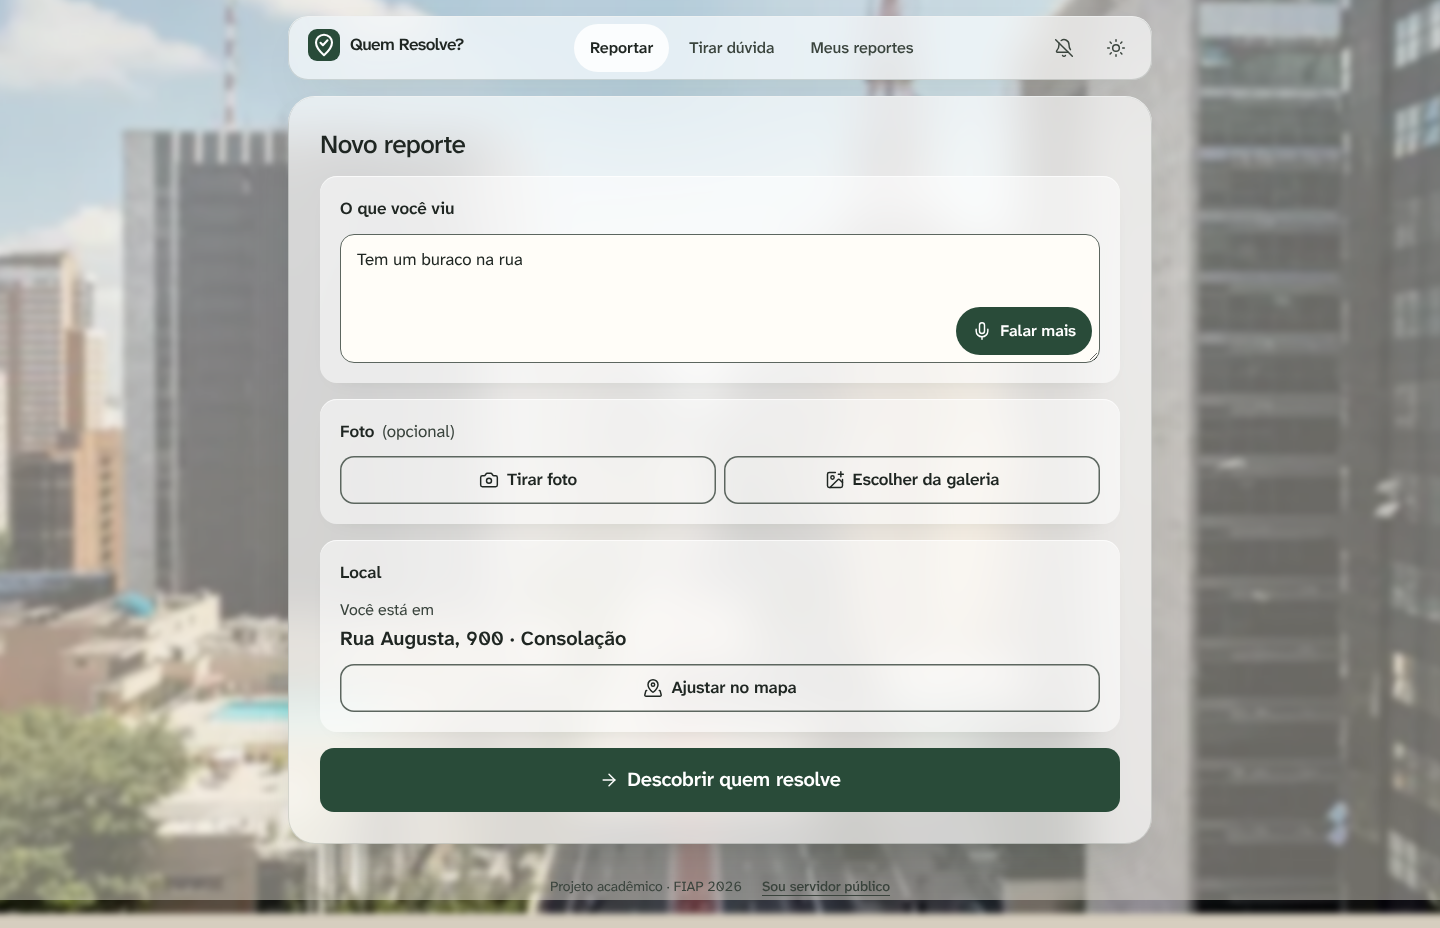 Quem Resolve?
Reportar
Tirar dúvida
Meus reportes
Novo reporte
O que você viu
Tem um buraco na rua
Falar mais
Foto (opcional)
Tirar foto
Escolher da galeria
Local
Você está em
Rua Augusta, 900 · Consolação
Ajustar no mapa
Descobrir quem resolve
Projeto acadêmico · FIAP 2026
Sou servidor público